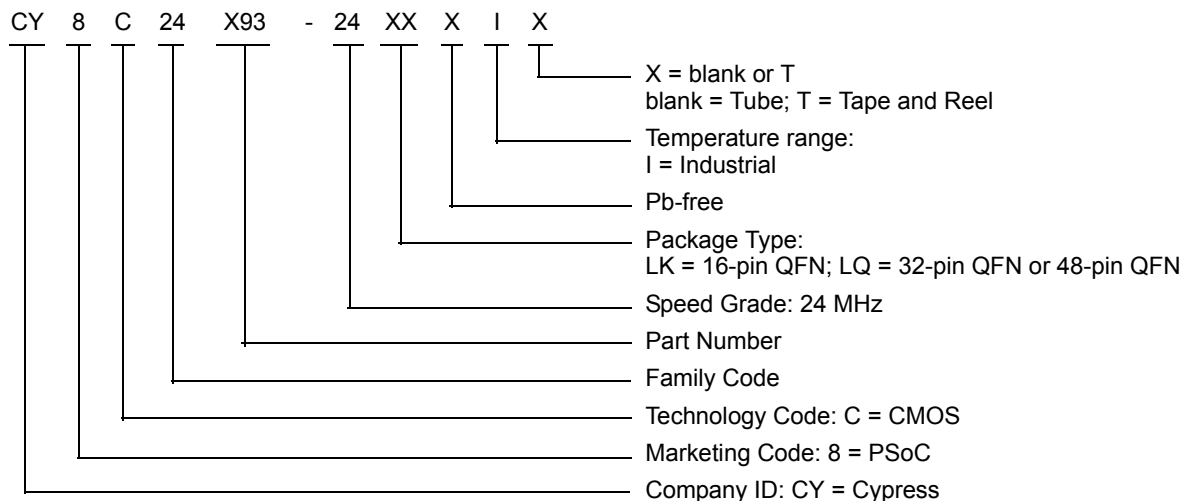 CY 8 C 24 X93 - 24 XX X I X
X = blank or T
blank = Tube; T = Tape and Reel
Temperature range:
I = Industrial
Pb-free
Package Type:
LK = 16-pin QFN; LQ = 32-pin QFN or 48-pin QFN
Speed Grade: 24 MHz
Part Number
Family Code
Technology Code: C = CMOS
Marketing Code: 8 = PSoC
Company ID: CY = Cypress